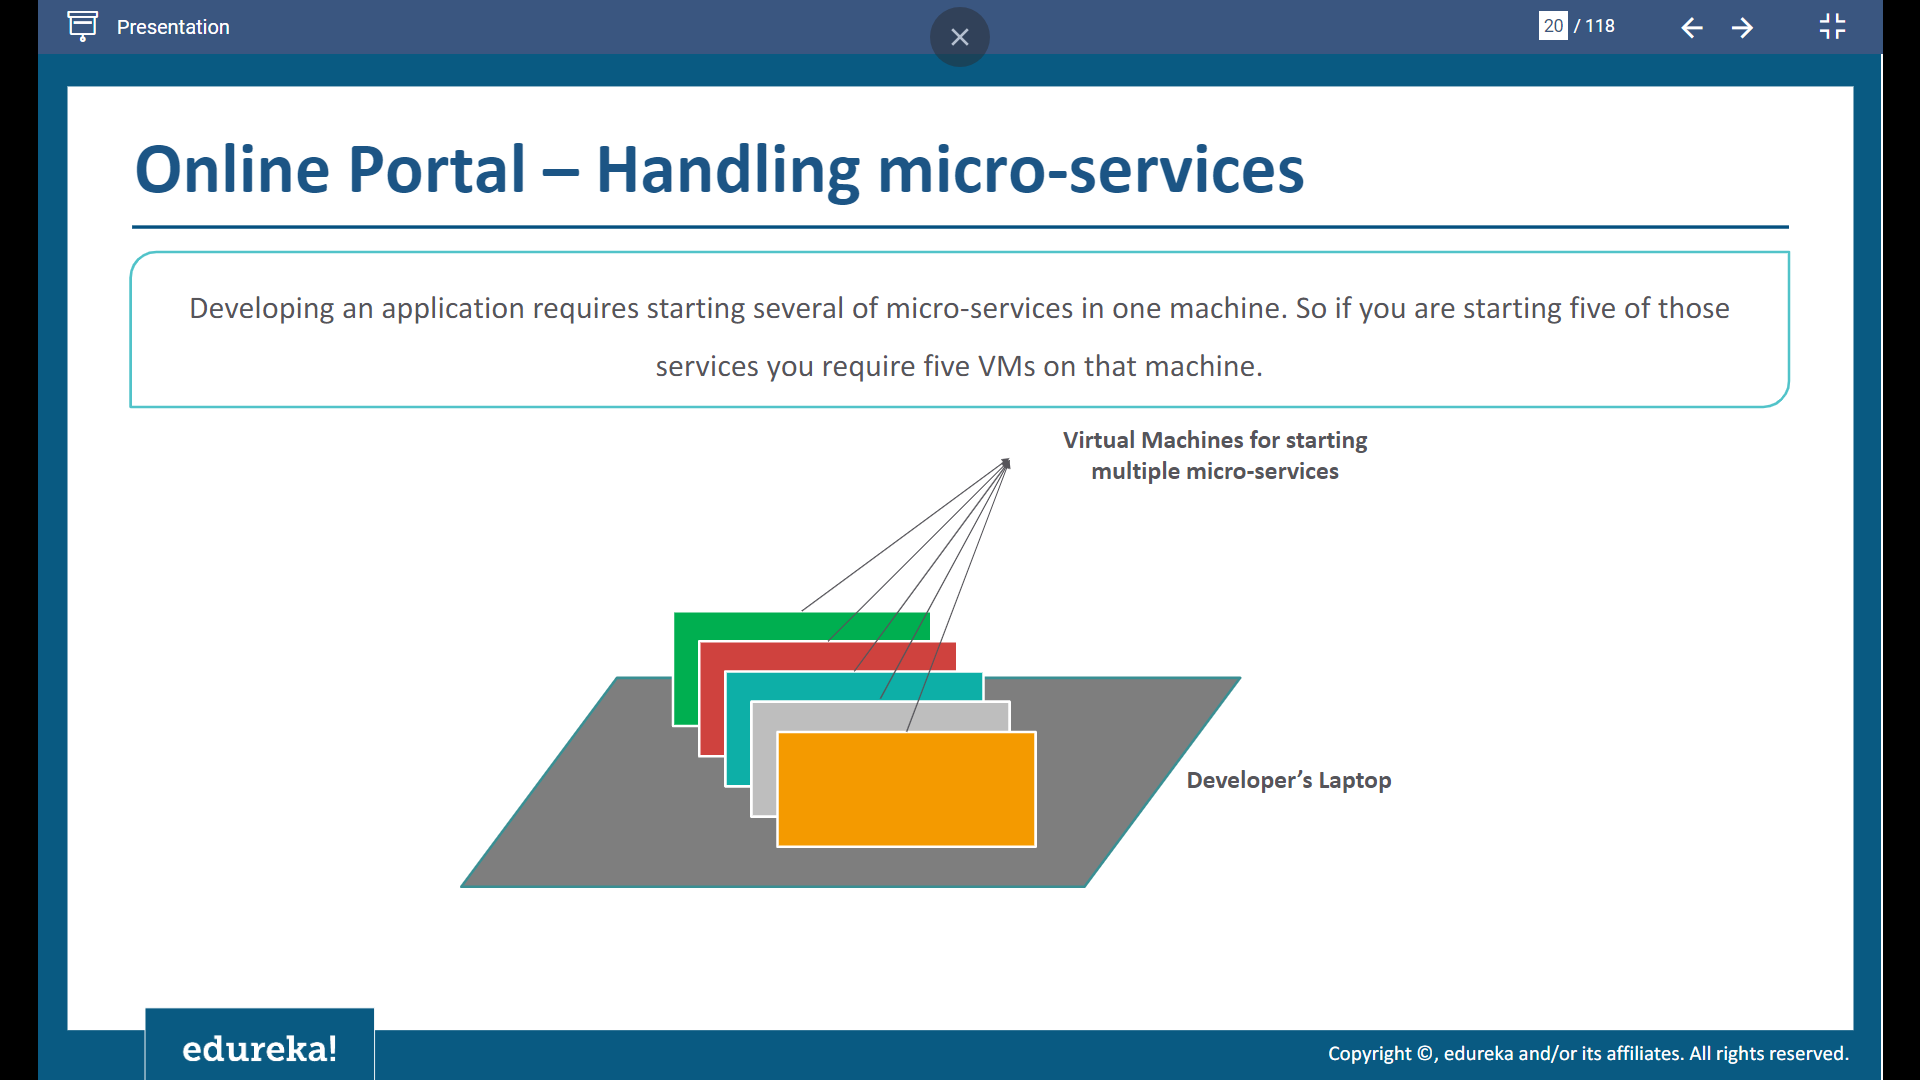 Presentation
20 / 118
Online Portal – Handling micro-services
Developing an application requires starting several of micro-services in one machine. So if you are starting five of those
services you require five VMs on that machine.
Virtual Machines for starting
multiple micro-services
Developer’s Laptop
edureka!
Copyright ©, edureka and/or its affiliates. All rights reserved.